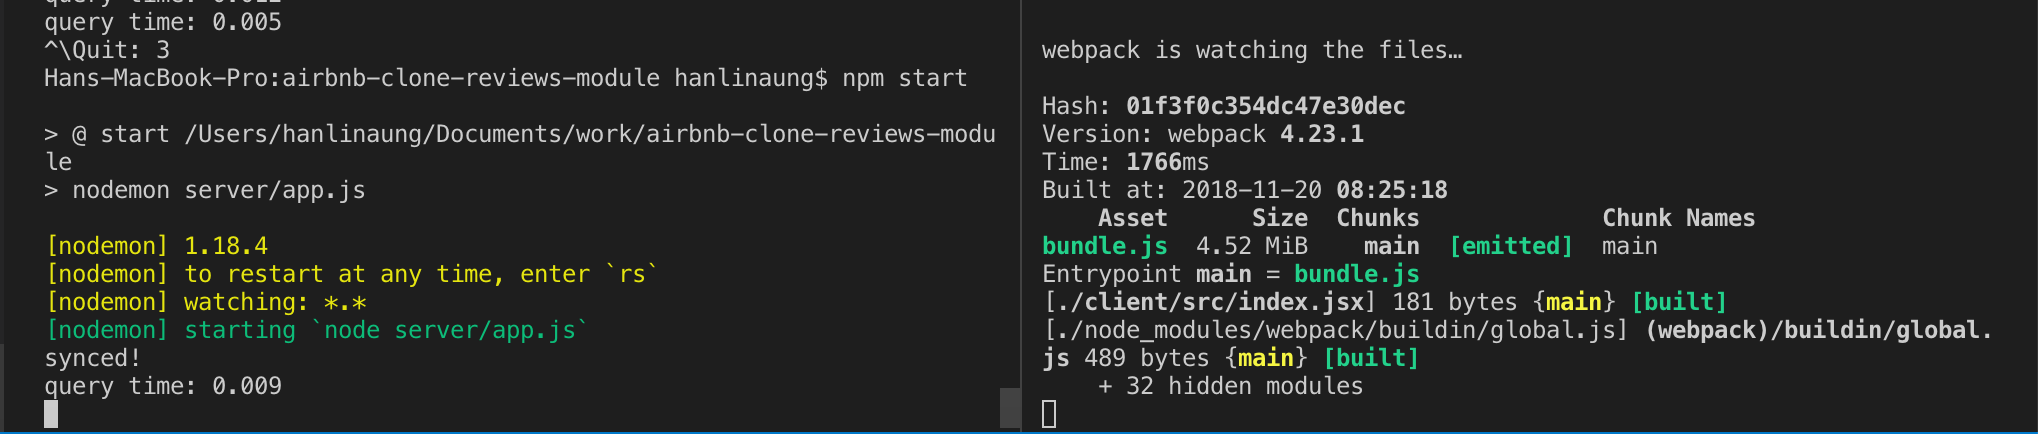 query time: 0.012
query time: 0.005
^\Quit: 3
Hans-MacBook-Pro:airbnb-clone-reviews-module hanlinaung$ npm start
> @ start /Users/hanlinaung/Documents/work/airbnb-clone-reviews-modu
le
> nodemon server/app.js
[nodemon] 1.18.4
[nodemon] to restart at any time, enter `rs`
[nodemon] watching: *.*
[nodemon] starting `node server/app.js`
synced!
query time: 0.009
webpack is watching the files…
Hash: 01f3f0c354dc47e30dec
Version: webpack 4.23.1
Time: 1766ms
Built at: 2018-11-20 08:25:18
Asset Size Chunks Chunk Names
bundle.js 4.52 MiB main [emitted] main
Entrypoint main = bundle.js
[./client/src/index.jsx] 181 bytes {main} [built]
[./node_modules/webpack/buildin/global.js] (webpack)/buildin/global.
js 489 bytes {main} [built]
+ 32 hidden modules